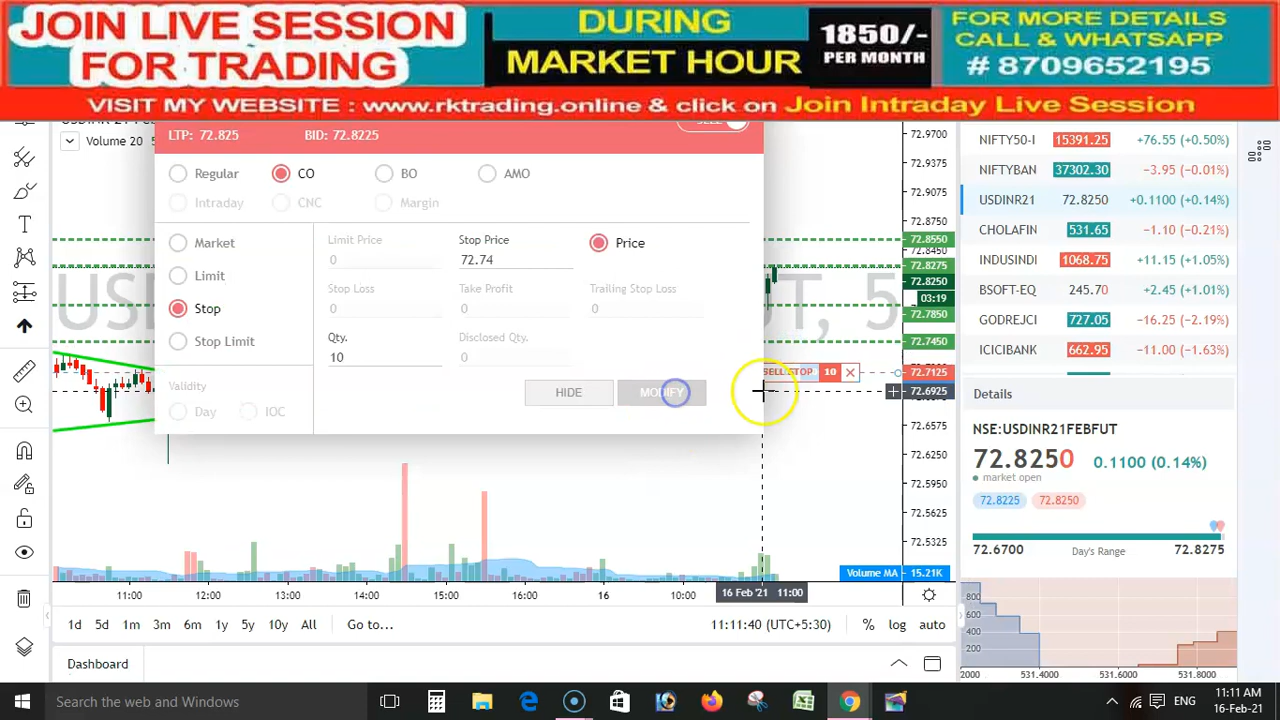 JOIN LIVE SESSION
FOR TRADING
DURING
MARKET HOUR
1850/-
PER MONTH
FOR MORE DETAILS
CALL & WHATSAPP
# 8709652195
VISIT MY WEBSITE : www.rktrading.online & click on Join Intraday Live Session
Volume 20
LTP: 72.825
BID: 72.8225
Regular
CO
BO
AMO
Intraday
CNC
Margin
Market
Limit
Stop
Stop Limit
Validity
Day
IOC
Limit Price
0
Stop Price
72.74
Price
Stop Loss
0
Take Profit
0
Trailing Stop Loss
0
Qty.
10
Disclosed Qty.
0
HIDE
MODIFY
SELL STOP 10
72.9700
72.9375
72.9075
72.8750
72.8550
72.8275
72.8250
03:19
72.7850
72.7450
72.7125
72.6925
72.6575
72.6250
72.5950
72.5625
72.5325
Volume MA 15.21K
11:00 12:00 13:00 14:00 15:00 16:00 16 10:00 16 Feb '21 11:00
1d 5d 1m 3m 6m 1y 5y 10y All Go to... 11:11:40 (UTC+5:30) % log auto
Dashboard
NIFTY50-I 15391.25 +76.55 (+0.50%)
NIFTYBAN 37302.30 −3.95 (−0.01%)
USDINR21 72.8250 +0.1100 (+0.14%)
CHOLAFIN 531.65 −1.10 (−0.21%)
INDUSINDI 1068.75 +11.15 (+1.05%)
BSOFT-EQ 245.70 +2.45 (+1.01%)
GODREJCI 727.05 −16.25 (−2.19%)
ICICIBANK 662.95 −11.00 (−1.63%)
Details
NSE:USDINR21FEBFUT
72.8250 0.1100 (0.14%)
market open
72.8225 72.8250
72.6700 Day's Range 72.8275
800
600
400
200
2000 531.4000 531.6000
Search the web and Windows
ENG
11:11 AM
16-Feb-21